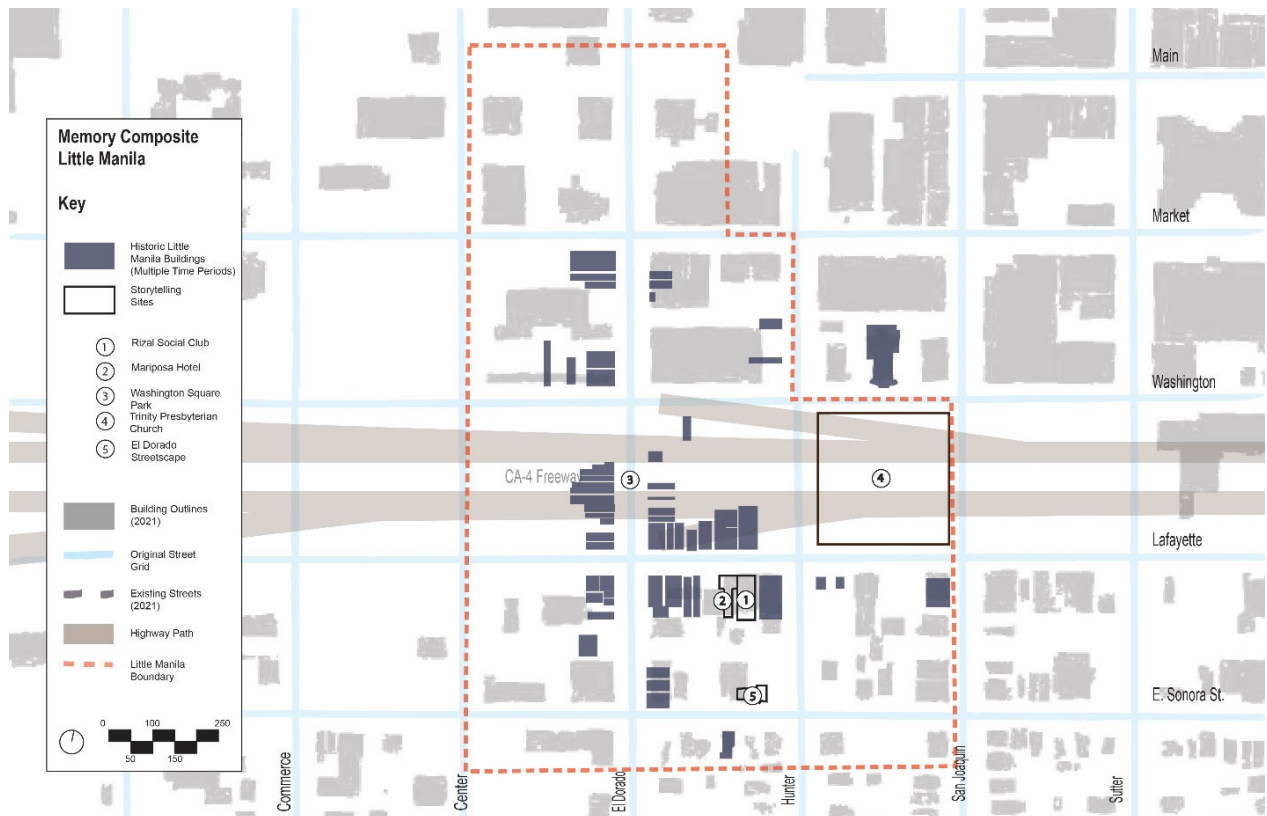 Memory Composite
Little Manila
Key
Historic Little
Manila Buildings
(Multiple Time Periods)
Storytelling
Sites
1 Rizal Social Club
2 Mariposa Hotel
3 Washington Square
Park
4 Trinity Presbyterian
Church
5 El Dorado
Streetscape
Building Outlines
(2021)
Original Street
Grid
Existing Streets
(2021)
Highway Path
Little Manila
Boundary
0 100 250
50 150
Main
Market
Washington
CA-4 Freeway
3
4
Lafayette
2
1
5
E. Sonora St.
Commerce
Center
El Dorado
Hunter
San Joaquin
Sutter